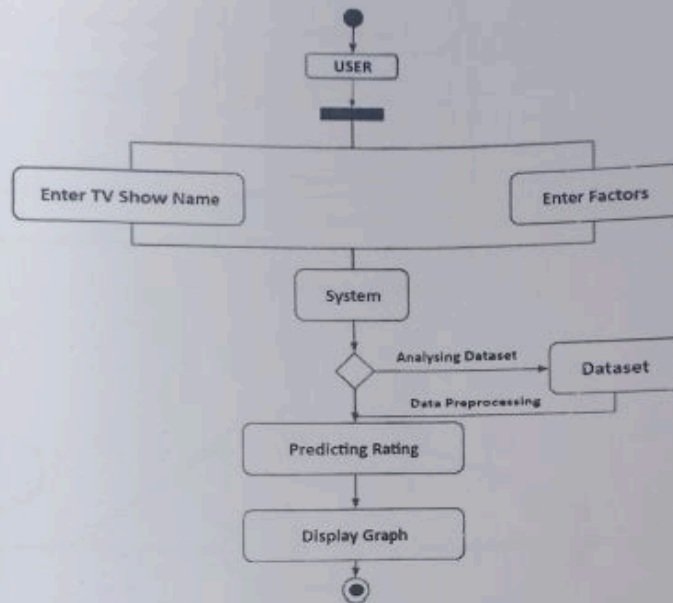 USER
Enter TV Show Name
Enter Factors
System
Analysing Dataset
Dataset
Data Preprocessing
Predicting Rating
Display Graph